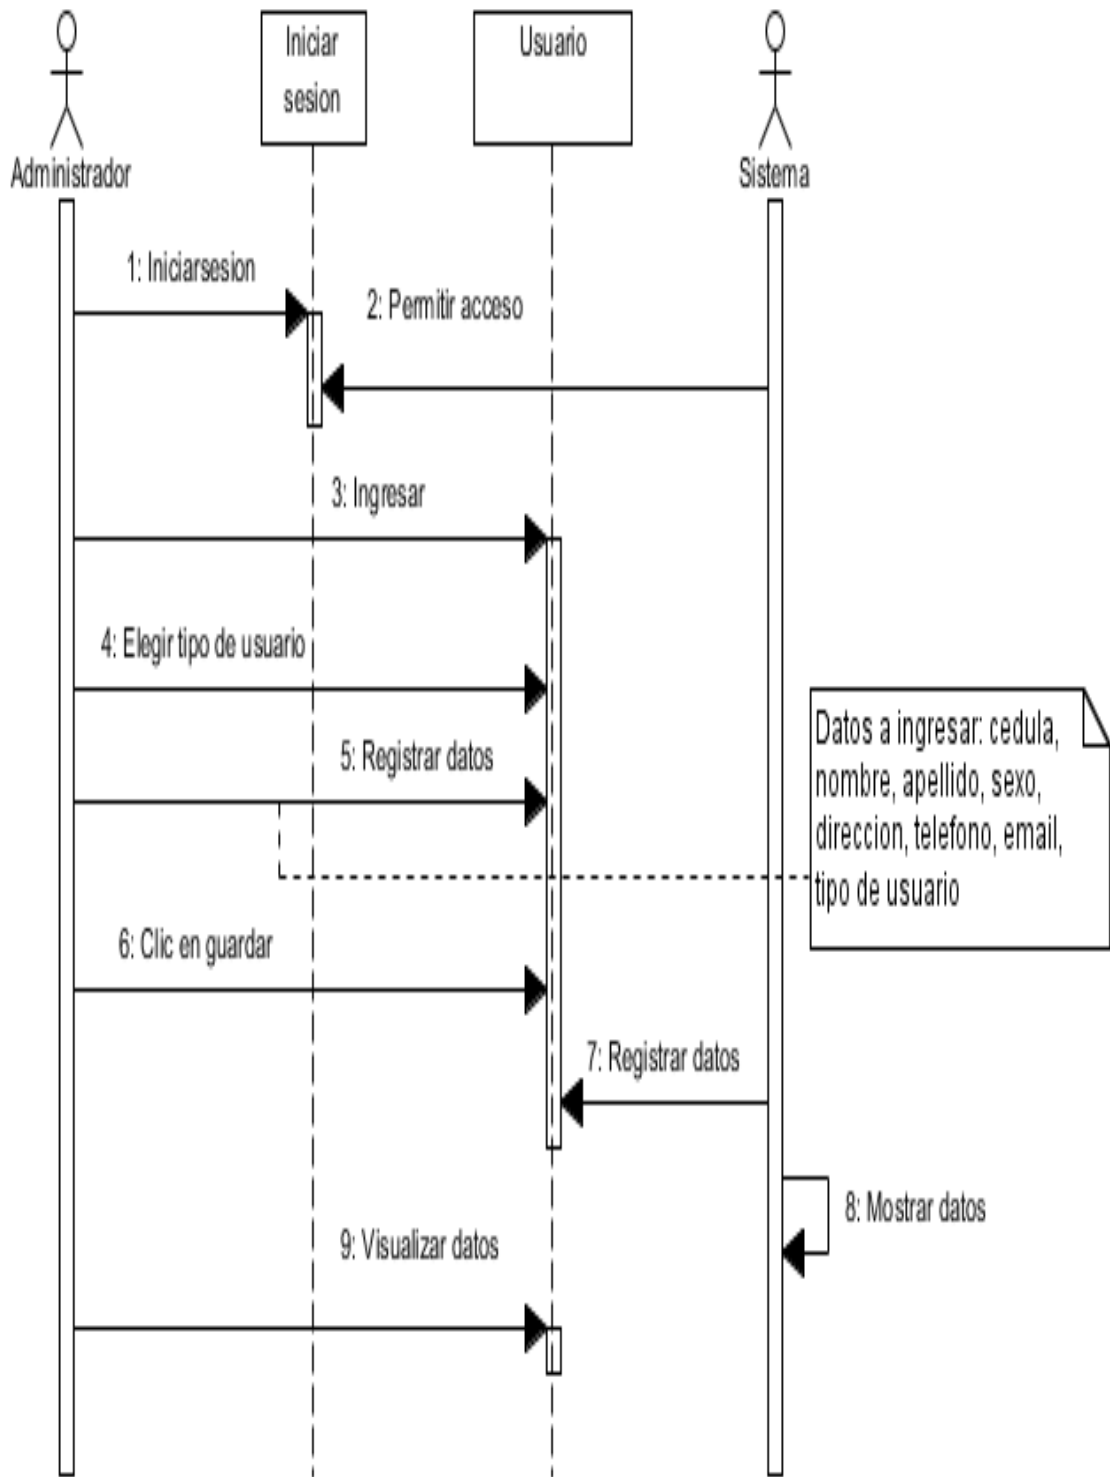 Iniciar
sesion
Usuario
Administrador
Sistema
1: Iniciarsesion
2: Permitir acceso
3: Ingresar
4: Elegir tipo de usuario
5: Registrar datos
Datos a ingresar: cedula,
nombre, apellido, sexo,
direccion, telefono, email,
tipo de usuario
6: Clic en guardar
7: Registrar datos
8: Mostrar datos
9: Visualizar datos